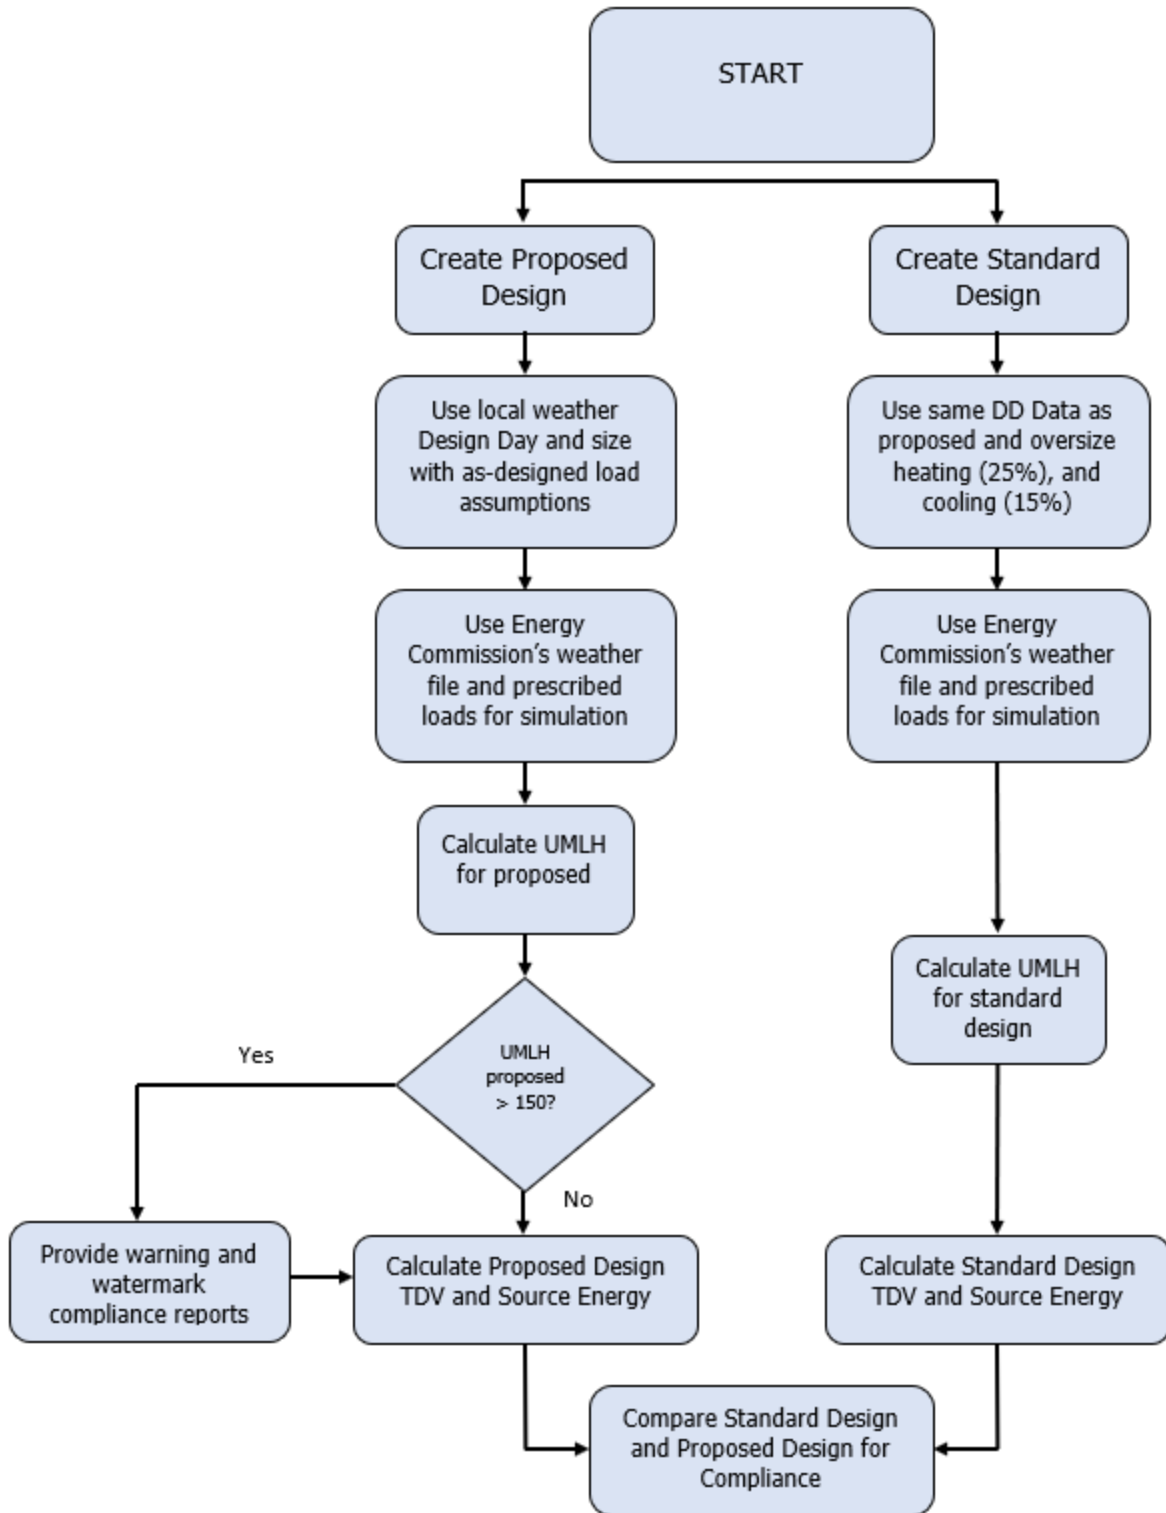 START
Create Proposed
Design
Create Standard
Design
Use local weather
Design Day and size
with as-designed load
assumptions
Use same DD Data as
proposed and oversize
heating (25%), and
cooling (15%)
Use Energy
Commission’s weather
file and prescribed
loads for simulation
Use Energy
Commission’s weather
file and prescribed
loads for simulation
Calculate UMLH
for proposed
Calculate UMLH
for standard
design
UMLH
proposed
> 150?
Yes
No
Provide warning and
watermark
compliance reports
Calculate Proposed Design
TDV and Source Energy
Calculate Standard Design
TDV and Source Energy
Compare Standard Design
and Proposed Design for
Compliance